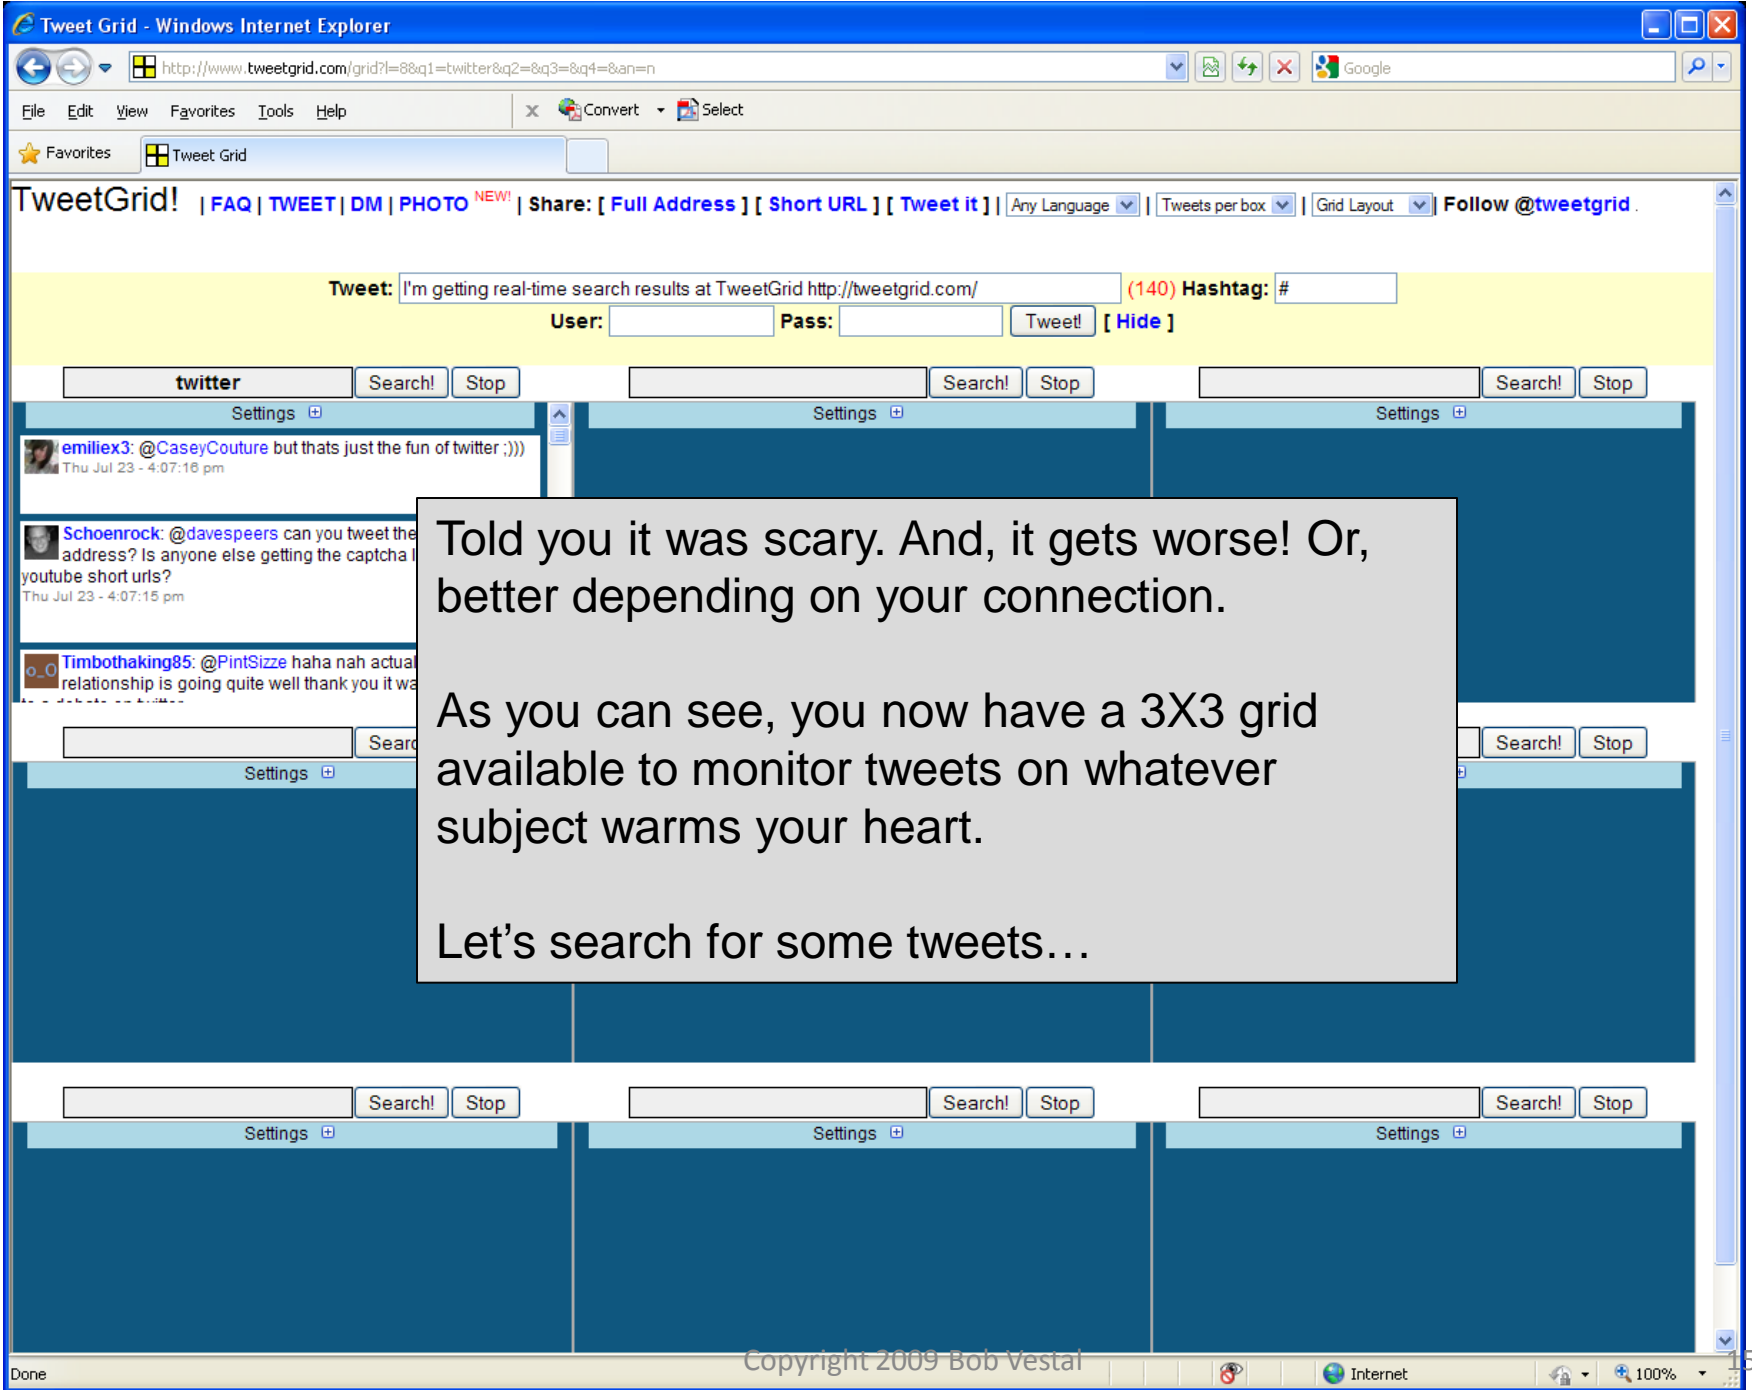 Tweet Grid - Windows Internet Explorer
http://www.tweetgrid.com/grid?l=8&q1=twitter&q2=&q3=&q4=&an=n
Google
File Edit View Favorites Tools Help x Convert Select
Favorites Tweet Grid
TweetGrid! | FAQ | TWEET | DM | PHOTO NEW! | Share: [ Full Address ] [ Short URL ] [ Tweet it ] | Any Language | Tweets per box | Grid Layout | Follow @tweetgrid .
Tweet: I'm getting real-time search results at TweetGrid http://tweetgrid.com/ (140) Hashtag: #
User: Pass: Tweet! [ Hide ]
twitter Search! Stop Search! Stop Search! Stop
Settings Settings Settings
emiliex3: @CaseyCouture but thats just the fun of twitter ;)))
Thu Jul 23 - 4:07:16 pm
Schoenrock: @davespeers can you tweet the
address? Is anyone else getting the captcha
youtube short urls?
Thu Jul 23 - 4:07:15 pm
o_O
Timbothaking85: @PintSizze haha nah actual
relationship is going quite well thank you it wa
Told you it was scary. And, it gets worse! Or,
better depending on your connection.
As you can see, you now have a 3X3 grid
available to monitor tweets on whatever
subject warms your heart.
Let's search for some tweets…
Searc Search! Stop
Settings
Search! Stop Search! Stop Search! Stop
Settings Settings Settings
Copyright 2009 Bob Vestal
Done Internet 100%